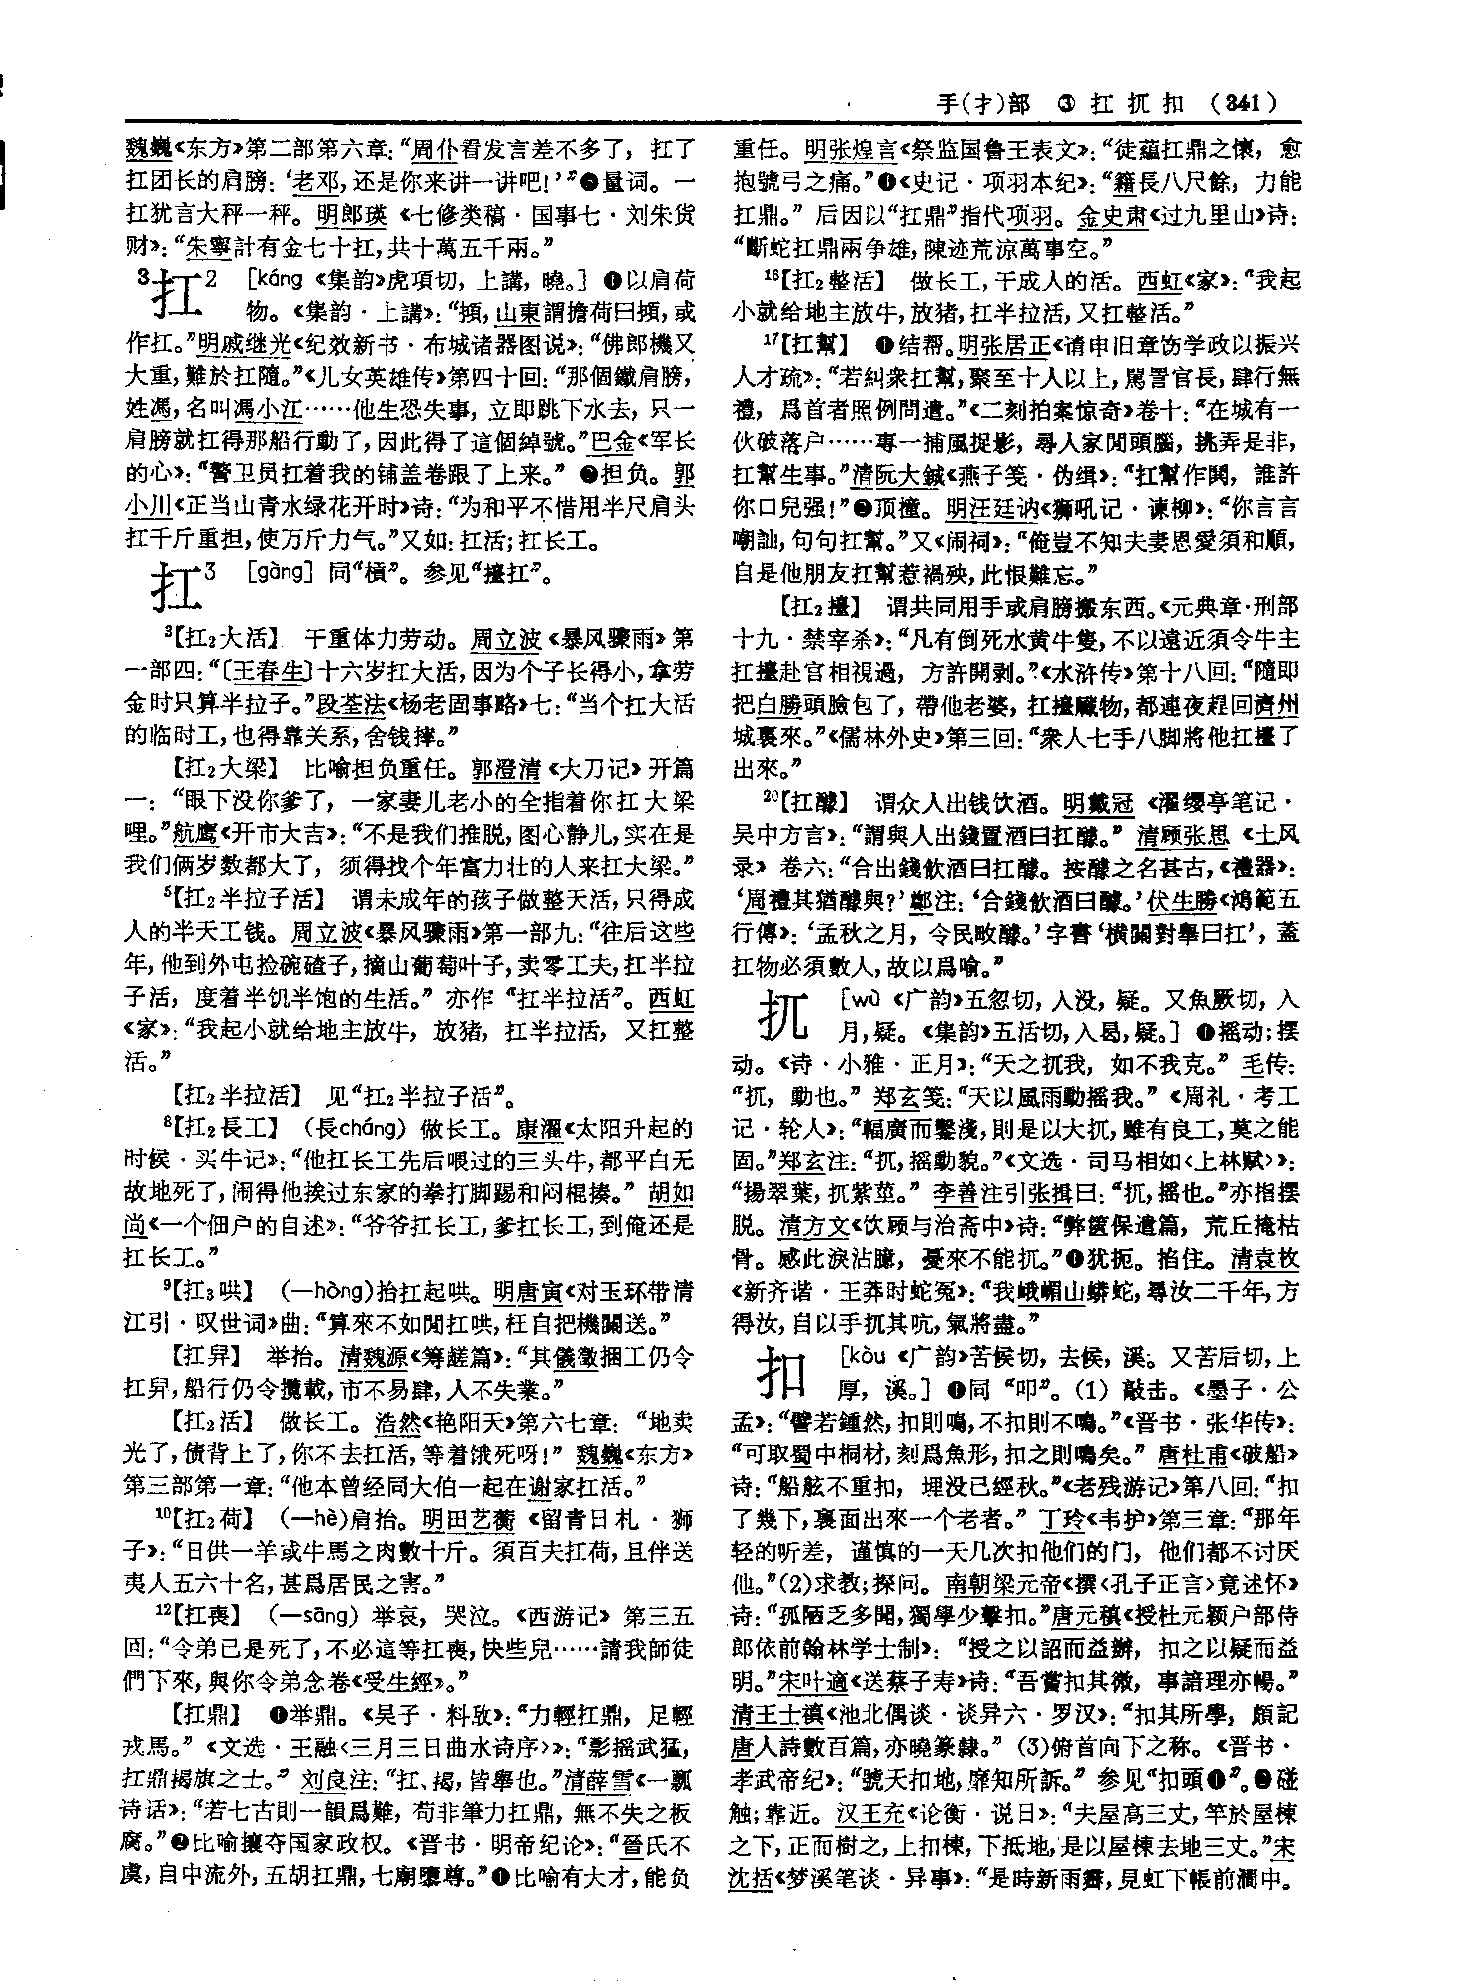 手(扌)部 ③ 扛扤扣 (341)
魏巍《东方》第二部第六章：“周仆看发言差不多了，扛了
扛团长的肩膀：‘老邓，还是你来讲一讲吧！’”❸量词。一
扛犹言大秤一秤。明郎瑛《七修类稿·国事七·刘朱货
财》：“朱寧計有金七十扛，共十萬五千兩。”
3扛2 [káng《集韵》虎項切，上講，曉。] ❶以肩荷
物。《集韵·上講》：“摃，山東謂擔荷曰摃，或
作扛。”明戚继光《纪效新书·布城诸器图说》：“佛郎機又
大重，難於扛隨。”《儿女英雄传》第四十回：“那個鐵肩膀，
姓馮，名叫馮小江……他生恐失事，立即跳下水去，只一
肩膀就扛得那船行動了，因此得了這個綽號。”巴金《军长
的心》：“警卫员扛着我的铺盖卷跟了上来。”❷担负。郭
小川《正当山青水绿花开时》诗：“为和平不惜用半尺肩头
扛千斤重担，使万斤力气。”又如：扛活；扛长工。
扛3 [gàng] 同“槓”。参见“擡扛”。
3【扛2大活】 干重体力劳动。周立波《暴风骤雨》第
一部四：“〔王春生〕十六岁扛大活，因为个子长得小，拿劳
金时只算半拉子。”段荃法《杨老固事略》七：“当个扛大活
的临时工，也得靠关系，舍钱摔。”
【扛2大梁】 比喻担负重任。郭澄清《大刀记》开篇
一：“眼下没你爹了，一家妻儿老小的全指着你扛大梁
哩。”航鹰《开市大吉》：“不是我们推脱，图心静儿，实在是
我们俩岁数都大了，须得找个年富力壮的人来扛大梁。”
5【扛2半拉子活】 谓未成年的孩子做整天活，只得成
人的半天工钱。周立波《暴风骤雨》第一部九：“往后这些
年，他到外屯捡碗碴子，摘山葡萄叶子，卖零工夫，扛半拉
子活，度着半饥半饱的生活。”亦作“扛半拉活”。西虹
《家》：“我起小就给地主放牛，放猪，扛半拉活，又扛整
活。”
【扛2半拉活】 见“扛2半拉子活”。
8【扛2長工】 (長cháng) 做长工。康濯《太阳升起的
时候·买牛记》：“他扛长工先后喂过的三头牛，都平白无
故地死了，闹得他挨过东家的拳打脚踢和闷棍揍。”胡如
尚《一个佃户的自述》：“爷爷扛长工，爹扛长工，到俺还是
扛长工。”
9【扛3哄】 (—hòng)抬扛起哄。明唐寅《对玉环带清
江引·叹世词》曲：“算來不如閒扛哄，枉自把機關送。”
【扛舁】 举抬。清魏源《筹鹾篇》：“其儀徵捆工仍令
扛舁，船行仍令攬載，市不易肆，人不失業。”
【扛2活】 做长工。浩然《艳阳天》第六七章：“地卖
光了，债背上了，你不去扛活，等着饿死呀！”魏巍《东方》
第三部第一章：“他本曾经同大伯一起在谢家扛活。”
10【扛2荷】 (—hè)肩抬。明田艺蘅《留青日札·狮
子》：“日供一羊或牛馬之肉數十斤。須百夫扛荷，且伴送
夷人五六十名，甚爲居民之害。”
12【扛喪】 (—sāng) 举哀，哭泣。《西游记》第三五
回：“令弟已是死了，不必這等扛喪，快些兒……請我師徒
們下來，與你令弟念卷《受生經》。”
【扛鼎】 ❶举鼎。《吴子·料敌》：“力輕扛鼎，足輕
戎馬。”《文选·王融〈三月三日曲水诗序〉》：“影摇武猛，
扛鼎揭旗之士。”刘良注：“扛、揭，皆舉也。”清薛雪《一瓢
诗话》：“若七古則一韻爲難，苟非筆力扛鼎，無不失之板
腐。”❷比喻攘夺国家政权。《晋书·明帝纪论》：“晉氏不
虞，自中流外，五胡扛鼎，七廟隳尊。”❸比喻有大才，能负
重任。明张煌言《祭监国鲁王表文》：“徒蕴扛鼎之懷，愈
抱號弓之痛。”❹《史记·项羽本纪》：“籍長八尺餘，力能
扛鼎。”后因以“扛鼎”指代项羽。金史肃《过九里山》诗：
“斷蛇扛鼎兩争雄，陳迹荒涼萬事空。”
16【扛2整活】 做长工，干成人的活。西虹《家》：“我起
小就给地主放牛，放猪，扛半拉活，又扛整活。”
17【扛幫】 ❶结帮。明张居正《请申旧章饬学政以振兴
人才疏》：“若糾衆扛幫，聚至十人以上，駡詈官長，肆行無
禮，爲首者照例問遣。”《二刻拍案惊奇》卷十：“在城有一
伙破落户……專一捕風捉影，尋人家閒頭腦，挑弄是非，
扛幫生事。”清阮大鋮《燕子笺·伪缉》：“扛幫作鬨，誰許
你口兒强！”❷顶撞。明汪廷讷《獅吼记·谏柳》：“你言言
嘲訕，句句扛幫。”又《闹祠》：“俺豈不知夫妻恩愛須和順，
自是他朋友扛幫惹禍殃，此恨難忘。”
【扛2擡】 谓共同用手或肩膀搬东西。《元典章·刑部
十九·禁宰杀》：“凡有倒死水黄牛隻，不以遠近須令牛主
扛擡赴官相視過，方許開剥。”《水浒传》第十八回：“隨即
把白勝頭臉包了，帶他老婆，扛擡贓物，都連夜趕回濟州
城裏來。”《儒林外史》第三回：“衆人七手八脚將他扛擡了
出來。”
20【扛醵】 谓众人出钱饮酒。明戴冠《濯缨亭笔记·
吴中方言》：“謂與人出錢置酒曰扛醵。”清顾张思《土风
录》卷六：“合出錢飲酒曰扛醵。按醵之名甚古，《禮器》：
‘周禮其猶醵與？’鄭注：‘合錢飲酒曰醵。’伏生勝《鴻範五
行傳》：‘孟秋之月，令民畋醵。’字書‘横關對舉曰扛’，蓋
扛物必須數人，故以爲喻。”
扤 [wù《广韵》五忽切，入没，疑。又魚厥切，入
月，疑。《集韵》五活切，入曷，疑。] ❶摇动；摆
动。《诗·小雅·正月》：“天之扤我，如不我克。”毛传：
“扤，動也。”郑玄笺：“天以風雨動摇我。”《周礼·考工
记·轮人》：“輻廣而鑿淺，則是以大扤，雖有良工，莫之能
固。”郑玄注：“扤，摇動貌。”《文选·司马相如〈上林赋〉》：
“揚翠葉，扤紫莖。”李善注引张揖曰：“扤，摇也。”亦指摆
脱。清方文《饮顾与治斋中》诗：“弊篋保遺篇，荒丘掩枯
骨。感此淚沾臆，憂來不能扤。”❷犹扼。掐住。清袁枚
《新齐谐·王莽时蛇冤》：“我峨嵋山蟒蛇，尋汝二千年，方
得汝，自以手扤其吭，氣將盡。”
扣 [kòu《广韵》苦候切，去候，溪。又苦后切，上
厚，溪。] ❶同“叩”。(1) 敲击。《墨子·公
孟》：“譬若鍾然，扣則鳴，不扣則不鳴。”《晋书·张华传》：
“可取蜀中桐材，刻爲魚形，扣之則鳴矣。”唐杜甫《破船》
诗：“船舷不重扣，埋没已經秋。”《老残游记》第八回：“扣
了幾下，裏面出來一个老者。”丁玲《韦护》第三章：“那年
轻的听差，谨慎的一天几次扣他们的门，他们都不讨厌
他。”(2)求教；探问。南朝梁元帝《撰〈孔子正言〉竟述怀》
诗：“孤陋乏多聞，獨學少擊扣。”唐元稹《授杜元颖户部侍
郎依前翰林学士制》：“授之以詔而益辦，扣之以疑而益
明。”宋叶適《送蔡子寿》诗：“吾嘗扣其微，事諳理亦暢。”
清王士禛《池北偶谈·谈异六·罗汉》：“扣其所學，頗記
唐人詩數百篇，亦曉篆隸。”(3)俯首向下之称。《晋书·
孝武帝纪》：“號天扣地，靡知所訴。”参见“扣頭❶”。❷碰
触；靠近。汉王充《论衡·说日》：“夫屋高三丈，竿於屋棟
之下，正而樹之，上扣棟，下抵地，是以屋棟去地三丈。”宋
沈括《梦溪笔谈·异事》：“是時新雨霽，見虹下帳前澗中。